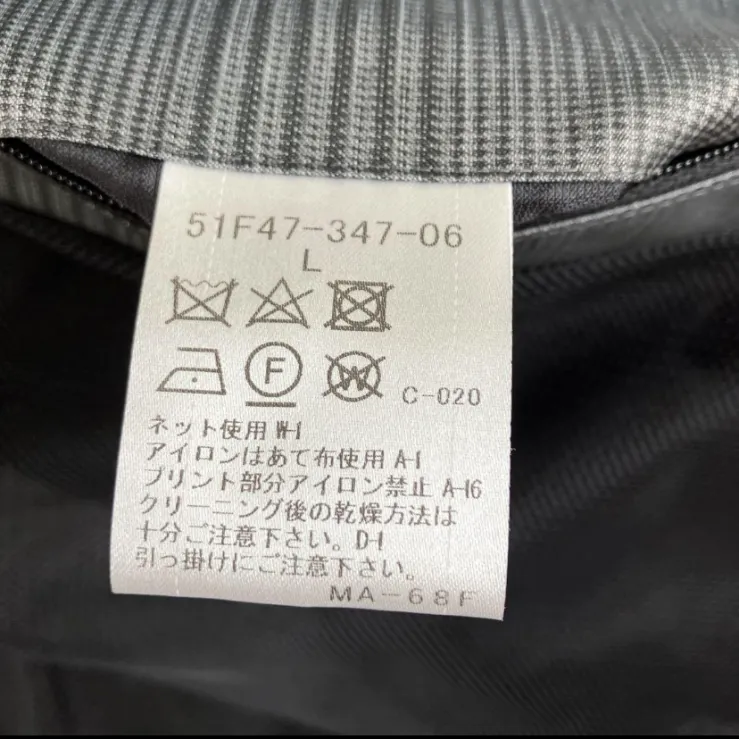 51F47-347-06
L
F
W
C-020
ネット使用 W-1
アイロンはあて布使用 A-1
プリント部分アイロン禁止 A-16
クリーニング後の乾燥方法は
十分ご注意下さい。D-1
引っ掛けにご注意下さい。
MA-68F